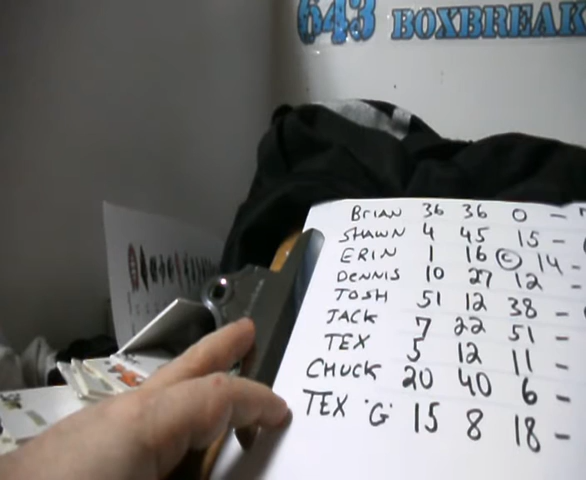 643 BOXBREAK
BRIAN 36 36 0 -
SHAWN 4 45 15 -
ERIN 1 16 © 14 -
DENNIS 10 27 12 -
TOSH 51 12 38 -
JACK 7 22 51 -
TEX 5 12 11 -
CHUCK 20 40 6 -
TEX "G" 15 8 18 -